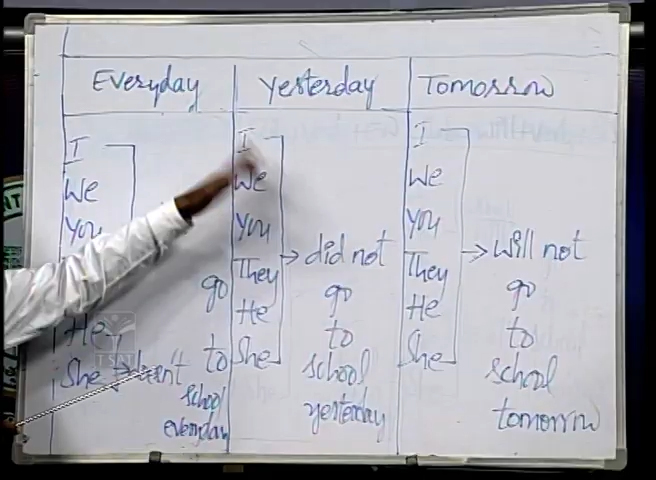 Everyday Yesterday Tomorrow
I
We
You
go
He
She to
school
everyday
I
We
You
They
He
She
did not
go
to
school
yesterday
I
We
You
They
He
She
will not
go
to
school
tomorrow
T SAT